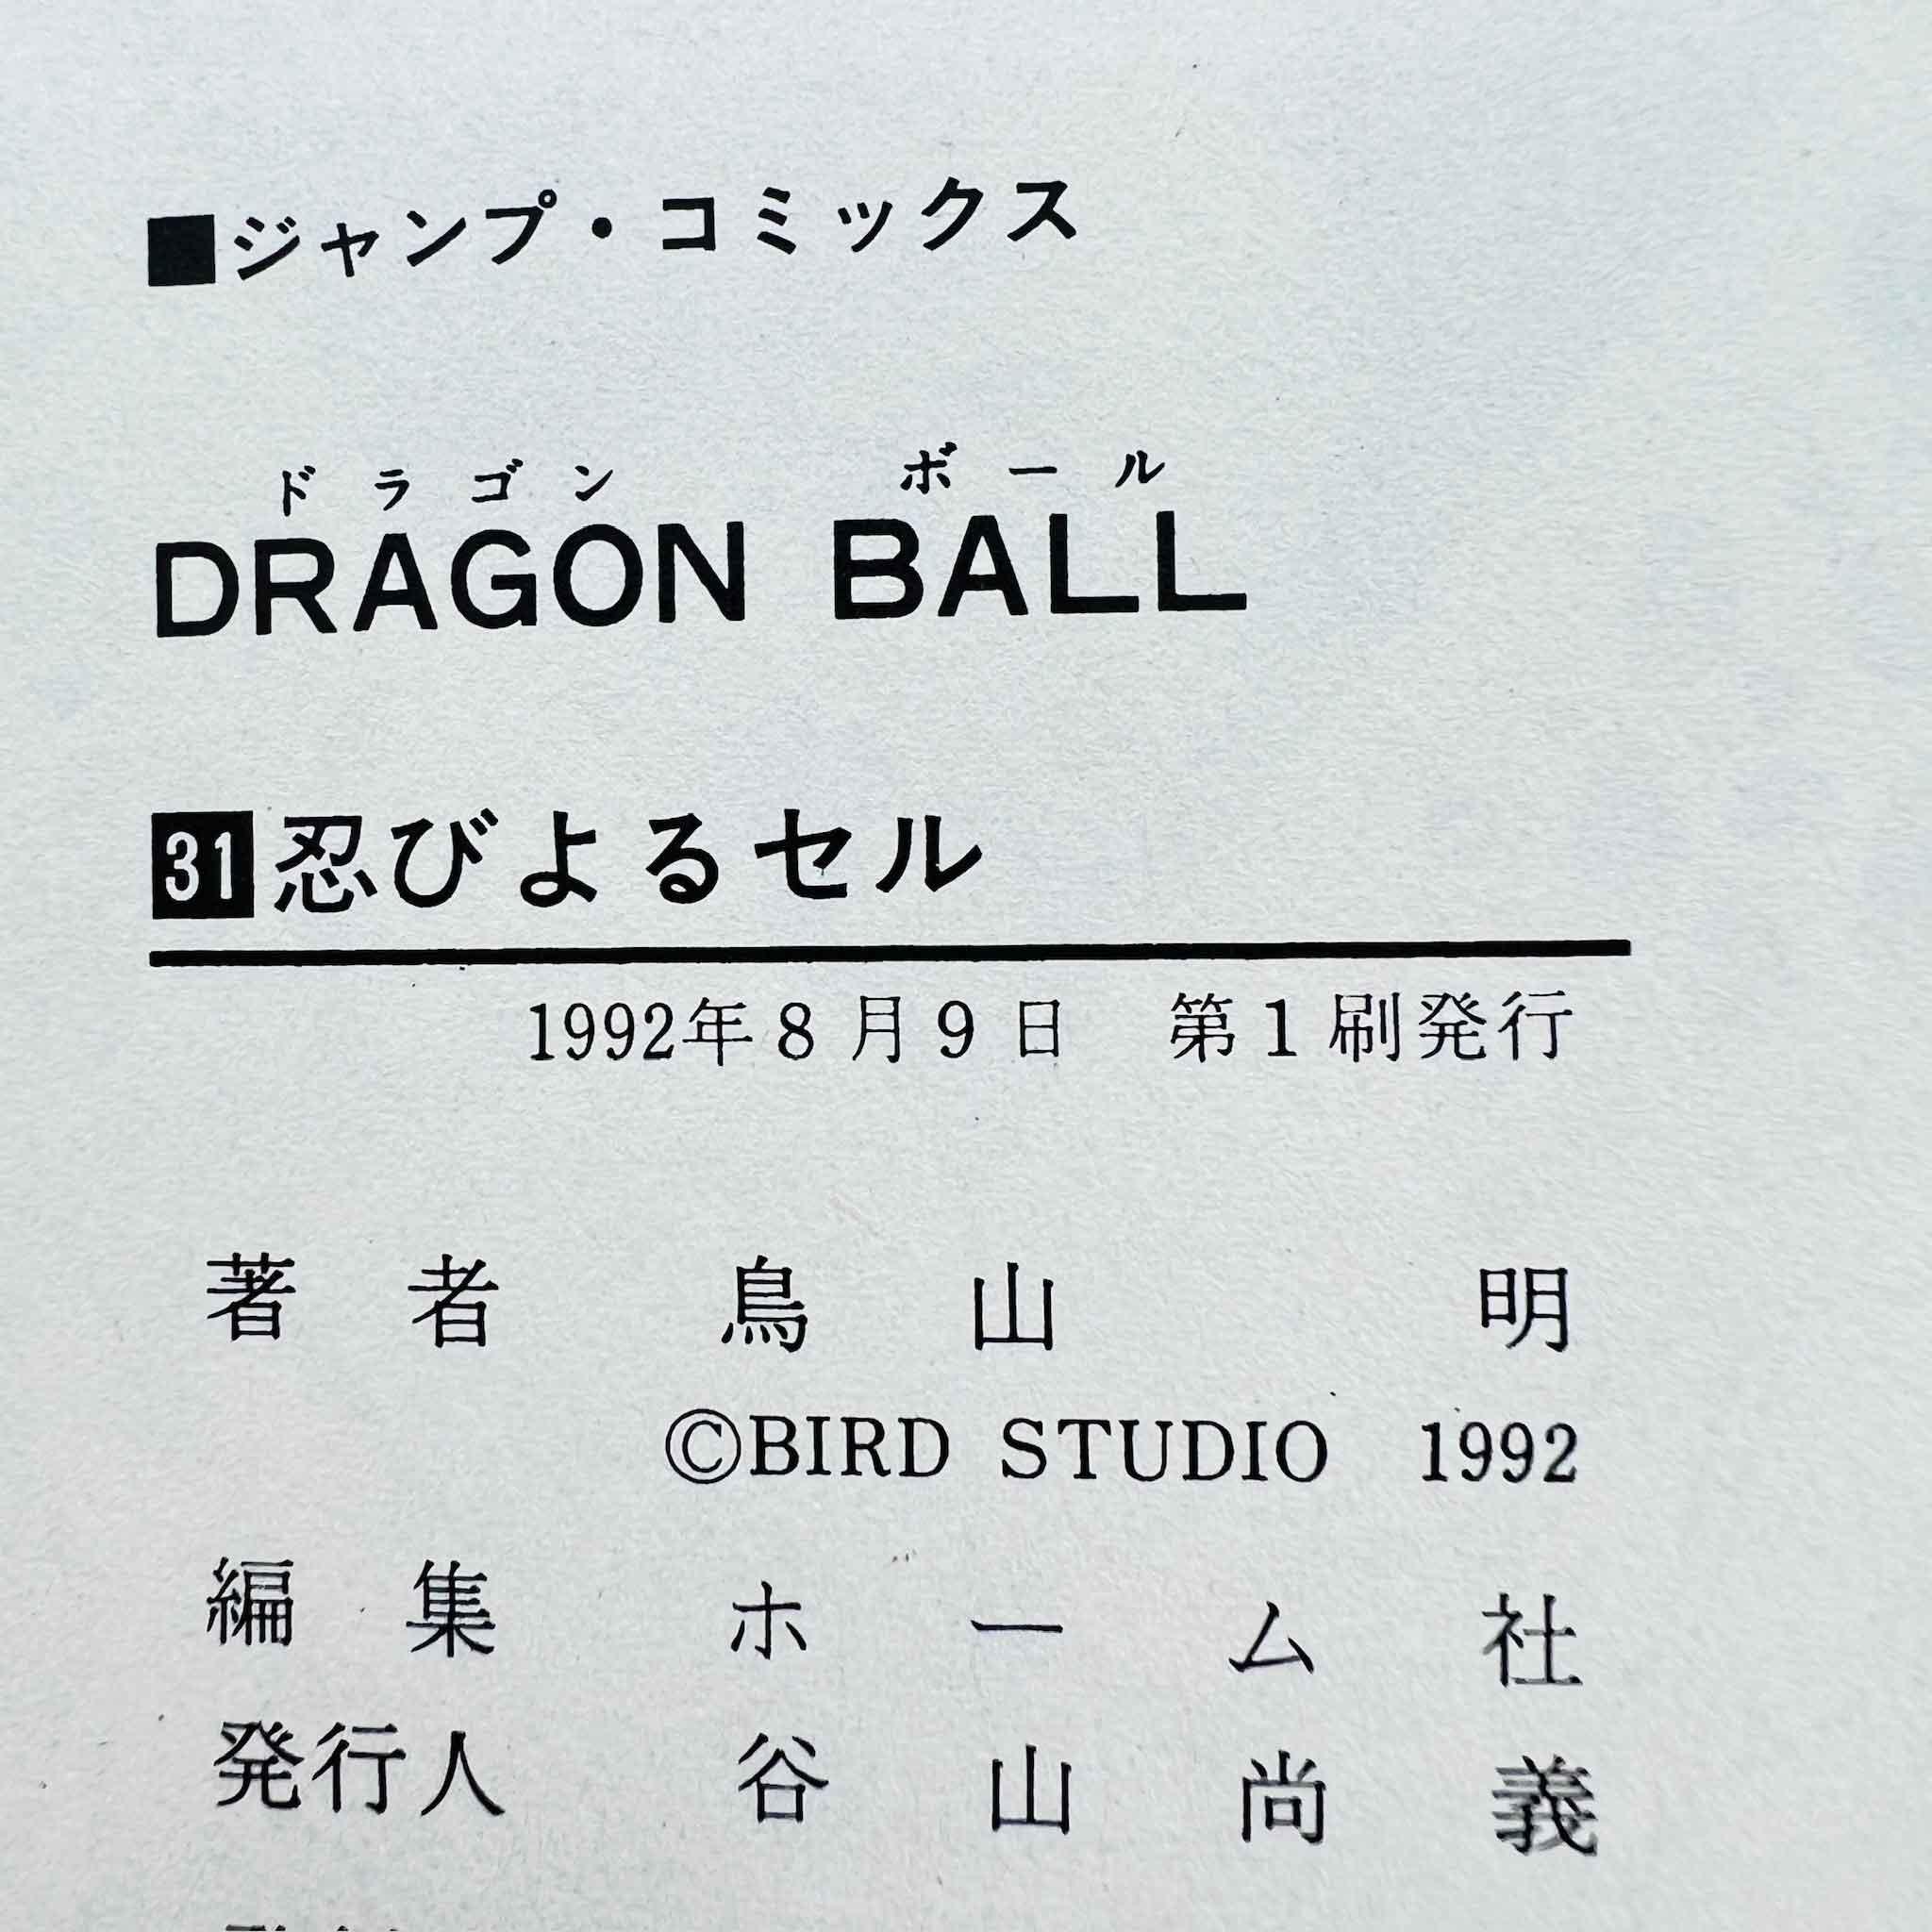 ■ジャンプ・コミックス
ドラゴン ボール
DRAGON BALL
31忍びよるセル
1992年8月9日 第1刷発行
著者 鳥山明
©BIRD STUDIO 1992
編集 ホーム社
発行人 谷山尚義